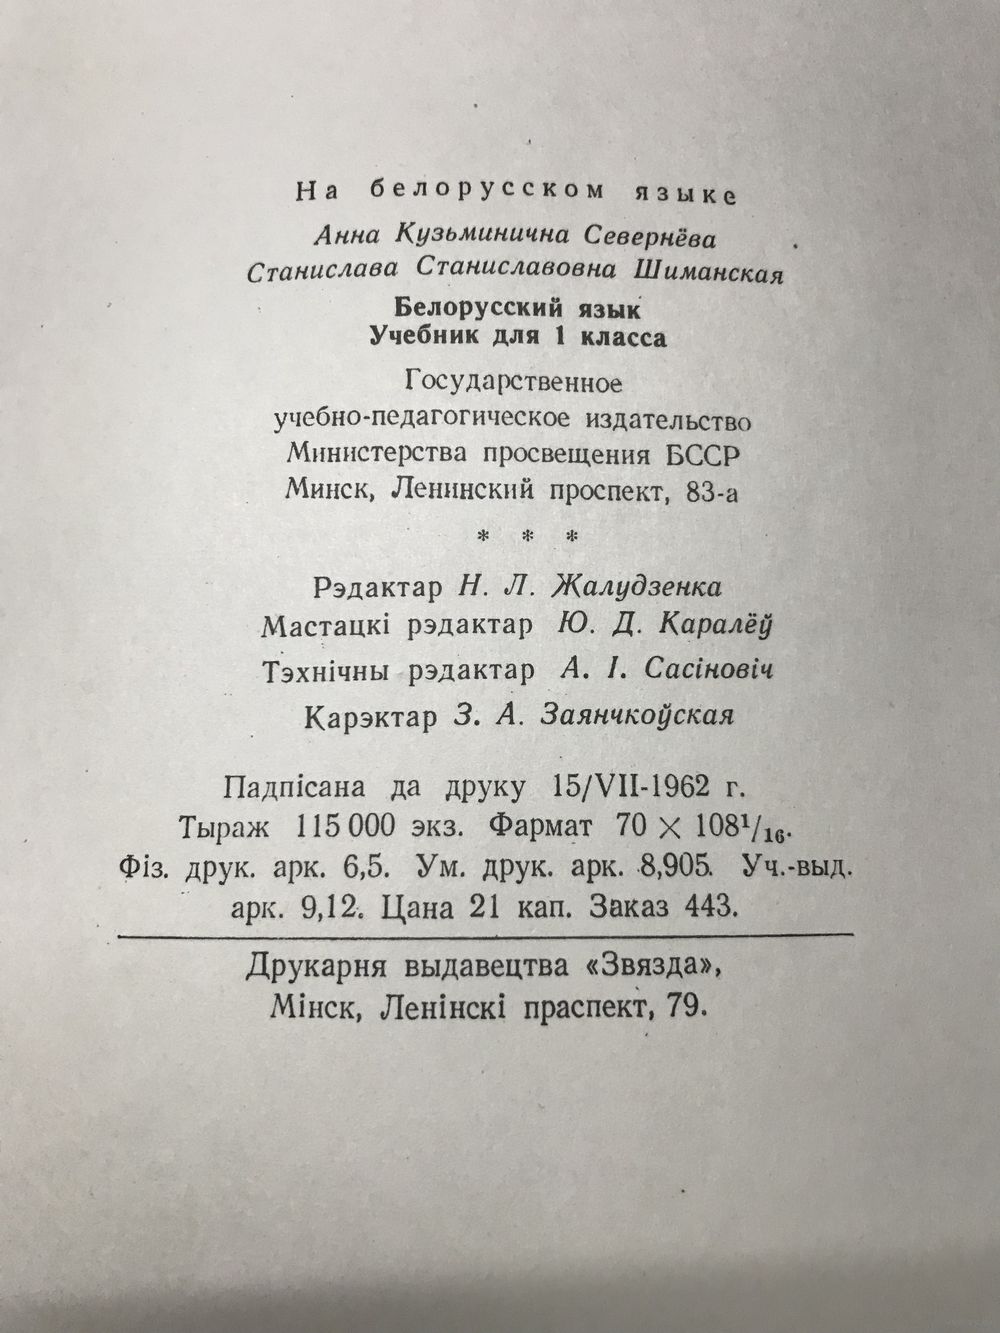 На белорусском языке
Анна Кузьминична Севернёва
Станислава Станиславовна Шиманская
Белорусский язык
Учебник для 1 класса
Государственное
учебно-педагогическое издательство
Министерства просвещения БССР
Минск, Ленинский проспект, 83-а
* * *
Рэдактар Н. Л. Жалудзенка
Мастацкі рэдактар Ю. Д. Каралёў
Тэхнічны рэдактар А. І. Сасіновіч
Карэктар З. А. Заянчкоўская
Падпісана да друку 15/VII-1962 г.
Тыраж 115 000 экз. Фармат 70 × 108¹/₁₆.
Фіз. друк. арк. 6,5. Ум. друк. арк. 8,905. Уч.-выд.
арк. 9,12. Цана 21 кап. Заказ 443.
Друкарня выдавецтва «Звязда»,
Мінск, Ленінскі праспект, 79.